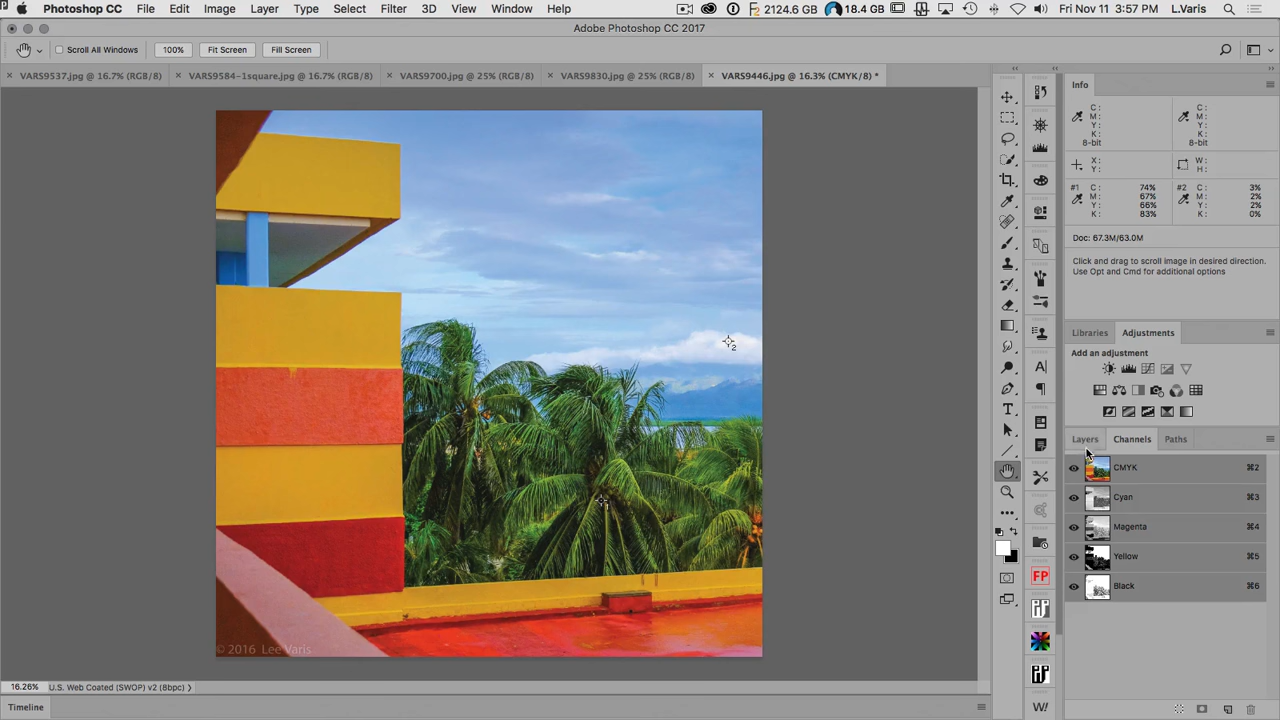 Photoshop CC File Edit Image Layer Type Select Filter 3D View Window Help 2124.6 GB 18.4 GB Fri Nov 11 3:57 PM L.Varis
Adobe Photoshop CC 2017
Scroll All Windows 100% Fit Screen Fill Screen
VARS9537.jpg @ 16.7% (RGB/8) VARS9584-1square.jpg @ 16.7% (RGB/8) VARS9700.jpg @ 25% (RGB/8) VARS9830.jpg @ 25% (RGB/8) VARS9446.jpg @ 16.3% (CMYK/8) *
Info
C: C:
M: M:
Y: Y:
K: K:
8-bit 8-bit
X: W:
Y: H:
#1 C: 74% #2 C: 3%
M: 67% M: 2%
Y: 66% Y: 2%
K: 83% K: 0%
Doc: 67.3M/63.0M
Click and drag to scroll image in desired direction.
Use Opt and Cmd for additional options
Libraries Adjustments
Add an adjustment
Layers Channels Paths
CMYK ⌘2
Cyan ⌘3
Magenta ⌘4
Yellow ⌘5
Black ⌘6
2
1
FP
W!
© 2016 Lee Varis
16.26% U.S. Web Coated (SWOP) v2 (8bpc)
Timeline